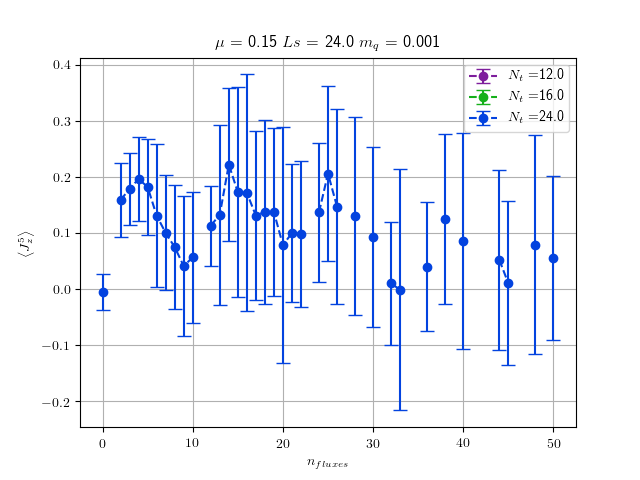 μ = 0.15 Ls = 24.0 m_q = 0.001
0.4
0.3
0.2
0.1
0.0
−0.1
−0.2
⟨J_z^5⟩
N_t =12.0
N_t =16.0
N_t =24.0
0 10 20 30 40 50
n_{fluxes}